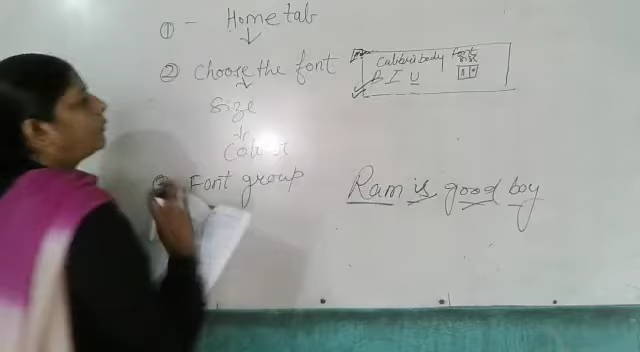 ① - Home tab
② Choose the font
size
Colour
③ Font group
Calibri body Font size
B I U
Ram is good boy